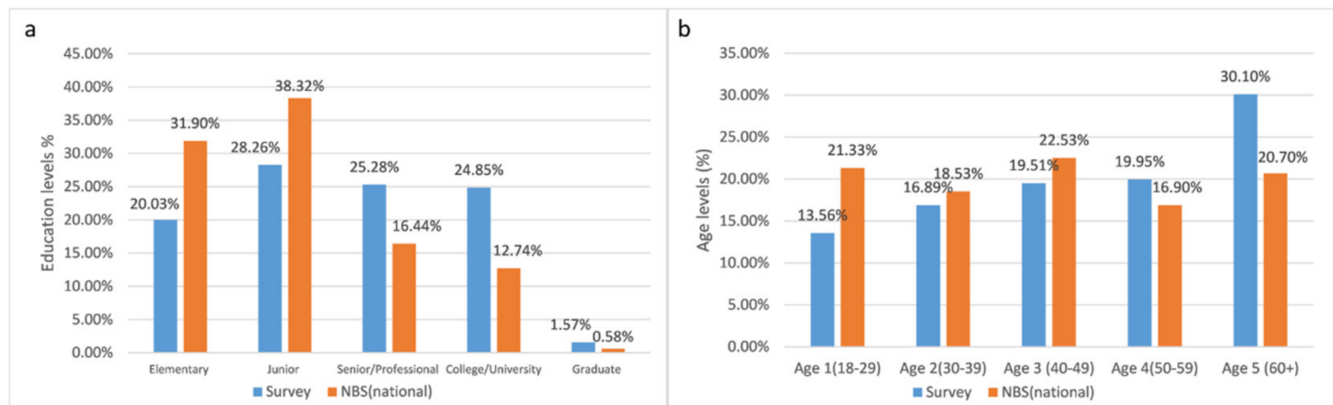 a
Education levels %
45.00%
40.00%
35.00%
30.00%
25.00%
20.00%
15.00%
10.00%
5.00%
0.00%
20.03%
31.90%
28.26%
38.32%
25.28%
16.44%
24.85%
12.74%
1.57%
0.58%
Elementary
Junior
Senior/Professional
College/University
Graduate
Survey
NBS(national)
b
Age levels (%)
35.00%
30.00%
25.00%
20.00%
15.00%
10.00%
5.00%
0.00%
13.56%
21.33%
16.89%
18.53%
19.51%
22.53%
19.95%
16.90%
30.10%
20.70%
Age 1(18-29)
Age 2(30-39)
Age 3 (40-49)
Age 4(50-59)
Age 5 (60+)
Survey
NBS(national)